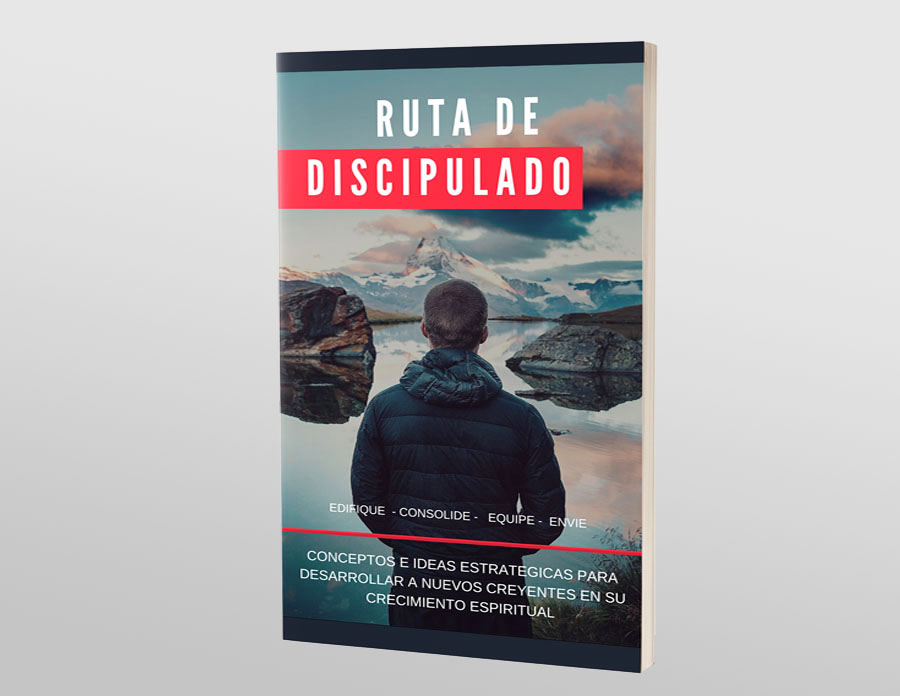 RUTA DE
DISCIPULADO
EDIFIQUE - CONSOLIDE - EQUIPE - ENVIE
CONCEPTOS E IDEAS ESTRATEGICAS PARA
DESARROLLAR A NUEVOS CREYENTES EN SU
CRECIMIENTO ESPIRITUAL